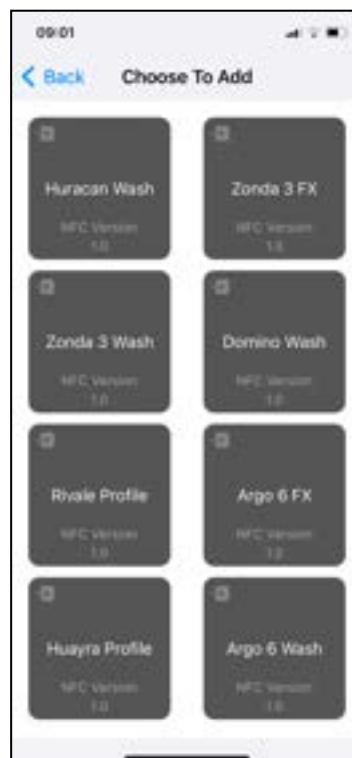 09:01
Back Choose To Add
Huracan Wash
NFC Version
1.0
Zonda 3 FX
NFC Version
1.0
Zonda 3 Wash
NFC Version
1.0
Domino Wash
NFC Version
1.0
Rivale Profile
NFC Version
1.0
Argo 6 FX
NFC Version
1.0
Huayra Profile
NFC Version
1.0
Argo 6 Wash
NFC Version
1.0